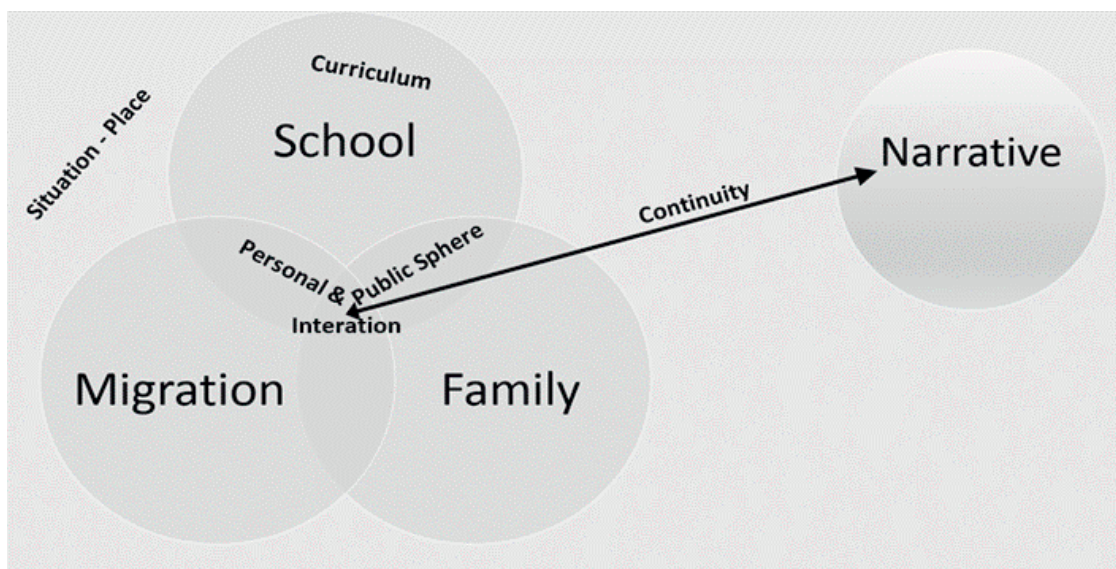 Curriculum
School
Situation - Place
Narrative
Continuity
Personal & Public Sphere
Interation
Migration
Family